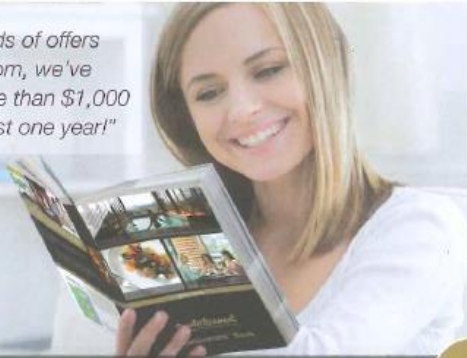 ds of offers
om, we've
e than $1,000
st one year!"